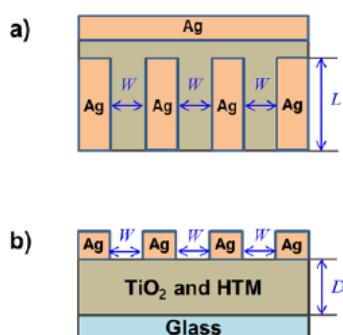 a)
Ag
W W W
Ag Ag Ag Ag
L
b)
W W W
Ag Ag Ag Ag
TiO₂ and HTM
D
Glass